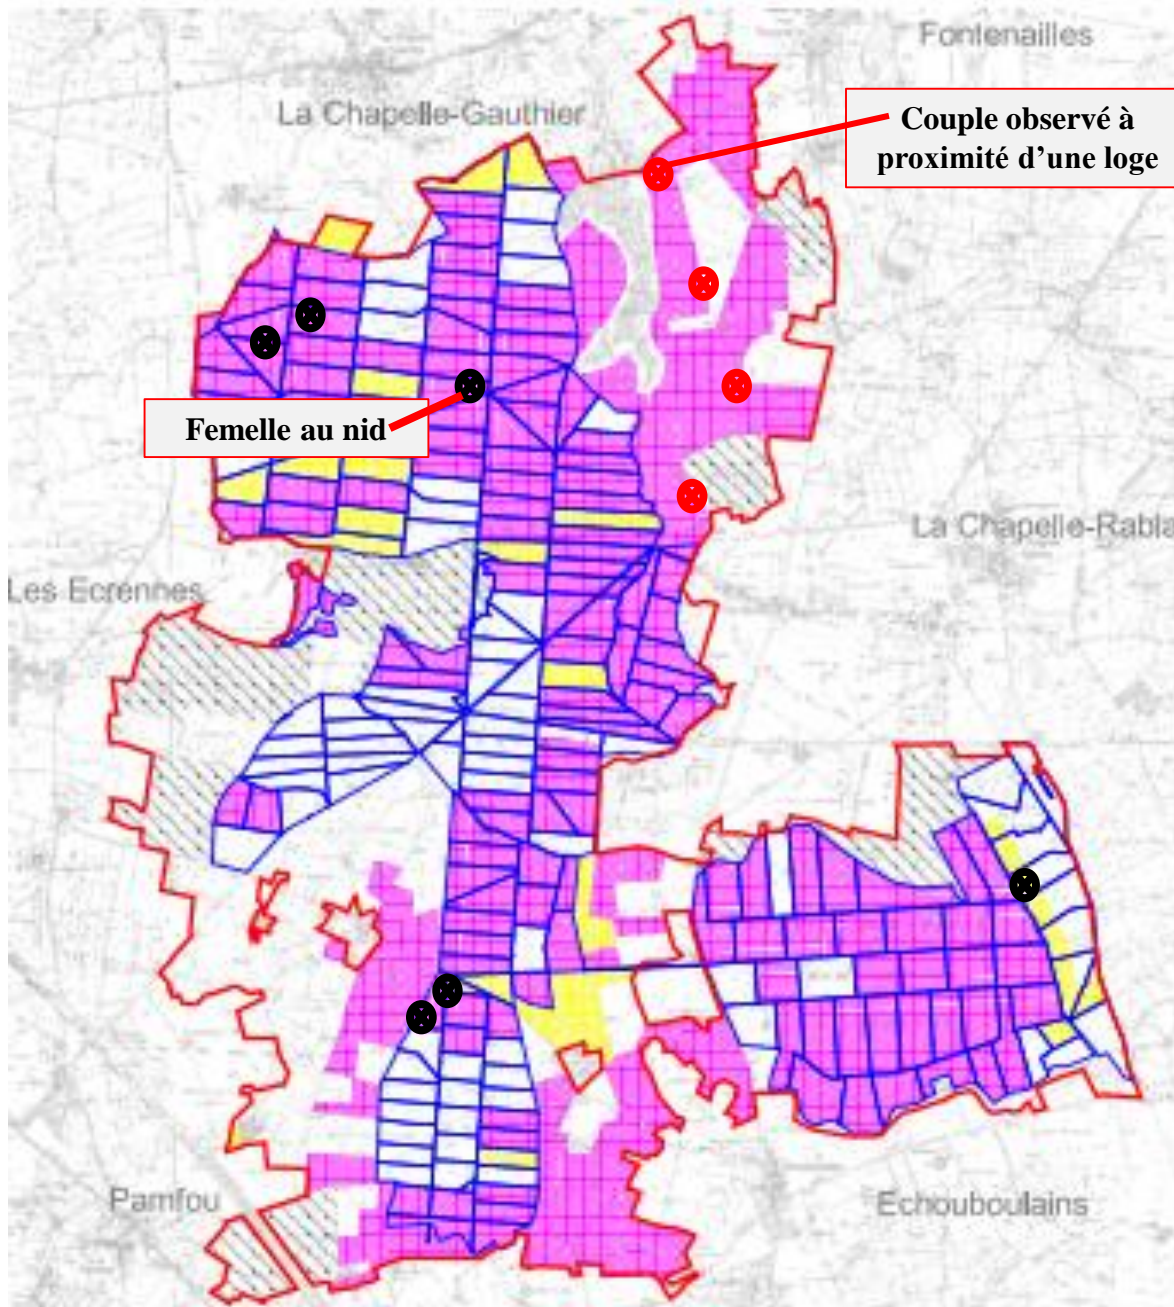 Fontenailles
La Chapelle-Gauthier
Couple observé à
proximité d'une loge
Femelle au nid
La Chapelle-Rabla
Les Ecrennes
Pamfou
Echouboulains